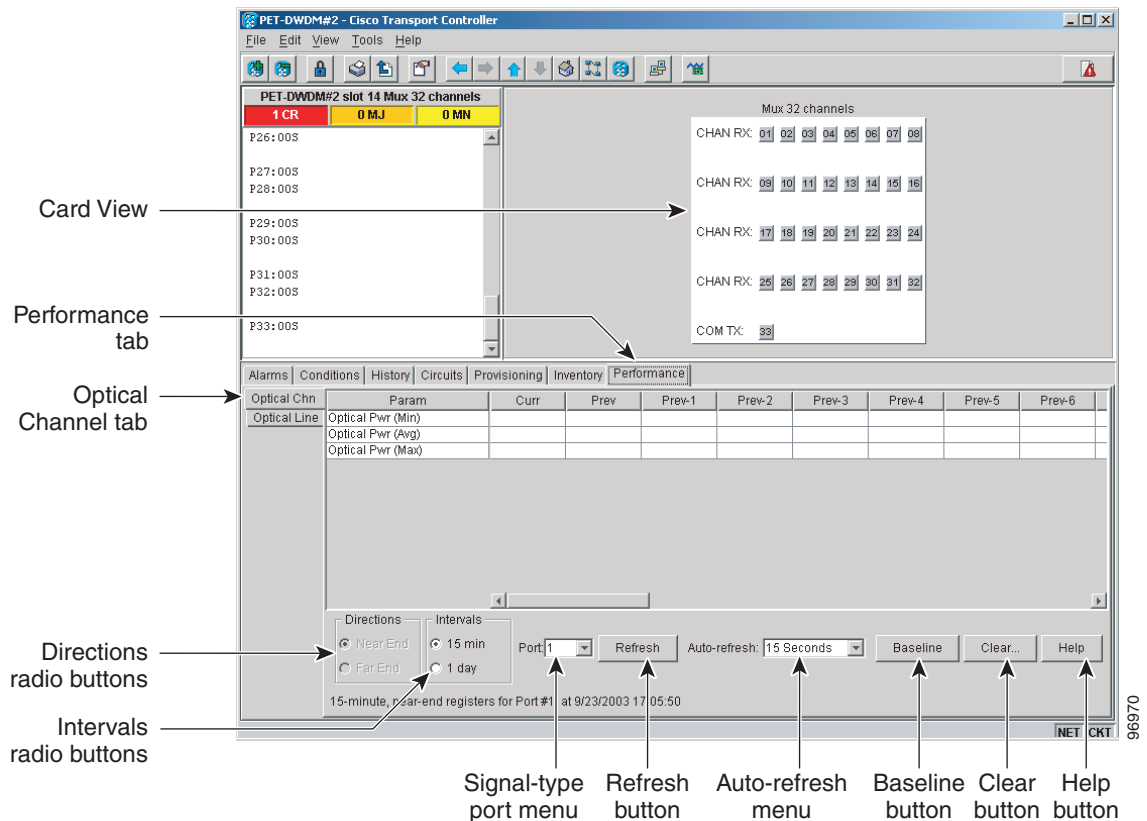 PET-DWDM#2 - Cisco Transport Controller
File Edit View Tools Help
PET-DWDM#2 slot 14 Mux 32 channels
1 CR 0 MJ 0 MN
P26:OOS
P27:OOS
P28:OOS
P29:OOS
P30:OOS
P31:OOS
P32:OOS
P33:OOS
Mux 32 channels
CHAN RX: 01 02 03 04 05 06 07 08
CHAN RX: 09 10 11 12 13 14 15 16
CHAN RX: 17 18 19 20 21 22 23 24
CHAN RX: 25 26 27 28 29 30 31 32
COM TX: 33
Card View
Performance
tab
Optical
Channel tab
Alarms Conditions History Circuits Provisioning Inventory Performance
Optical Chn
Optical Line
Param Curr Prev Prev-1 Prev-2 Prev-3 Prev-4 Prev-5 Prev-6
Optical Pwr (Min)
Optical Pwr (Avg)
Optical Pwr (Max)
Directions
Near End
Far End
Intervals
15 min
1 day
Port: 1 Refresh Auto-refresh: 15 Seconds Baseline Clear... Help
15-minute, near-end registers for Port #1 at 9/23/2003 17:05:50
NET CKT
Directions
radio buttons
Intervals
radio buttons
Signal-type
port menu
Refresh
button
Auto-refresh
menu
Baseline
button
Clear
button
Help
button
96970